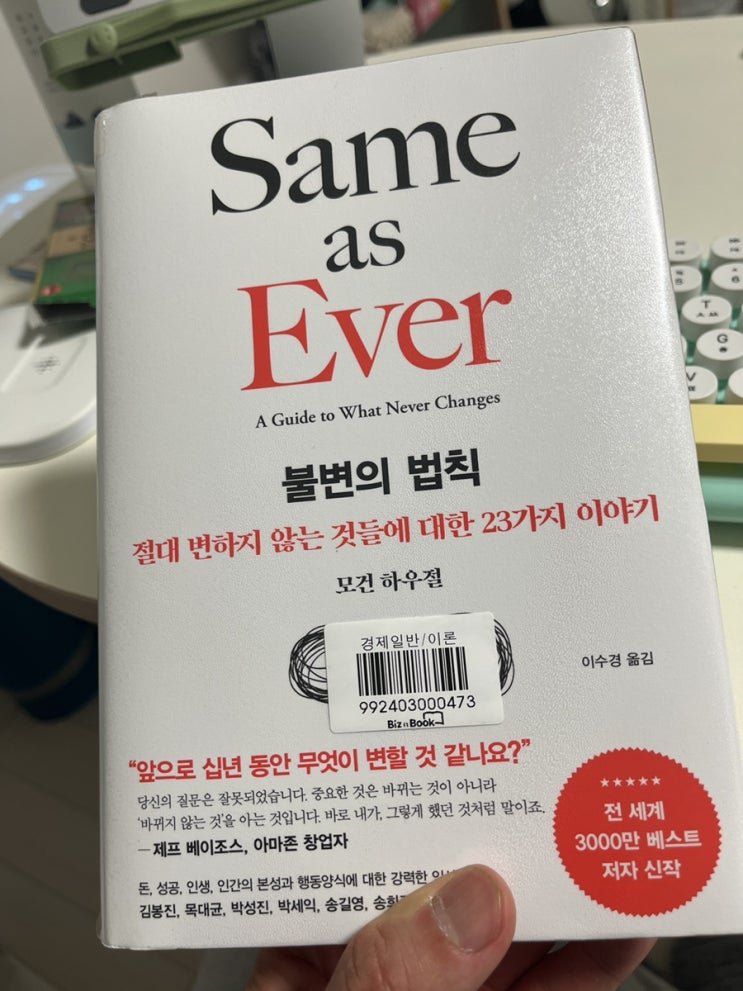 Same
as
Ever
A Guide to What Never Changes
불변의 법칙
절대 변하지 않는 것들에 대한 23가지 이야기
모건 하우절
경제일반/이론
992403000473
Biz n Book
이수경 옮김
“앞으로 십년 동안 무엇이 변할 것 같나요?”
당신의 질문은 잘못되었습니다. 중요한 것은 바뀌는 것이 아니라
‘바뀌지 않는 것’을 아는 것입니다. 바로 내가, 그렇게 했던 것처럼 말이죠.
— 제프 베이조스, 아마존 창업자
전 세계
3000만 베스트
저자 신작
돈, 성공, 인생, 인간의 본성과 행동양식에 대한 강력한
김봉진, 목대균, 박성진, 박세익, 송길영,
5
6
T
ㅅ ㅆ
G
V